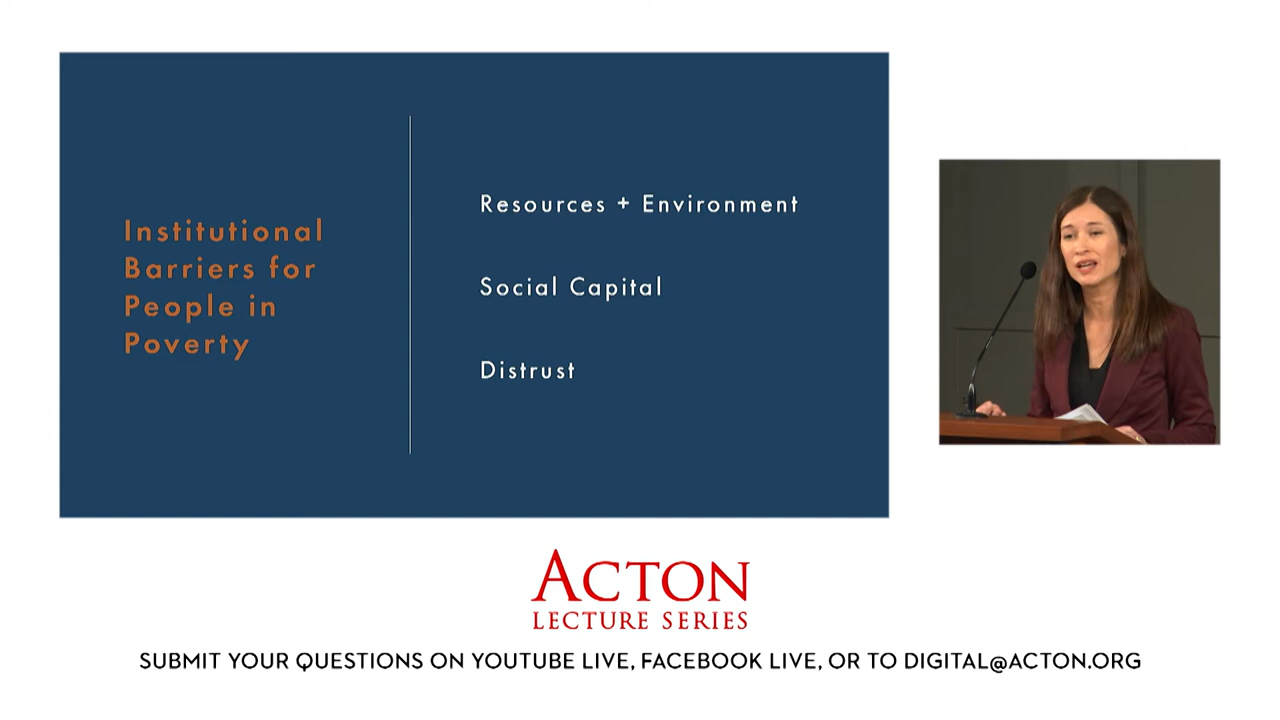 Institutional
Barriers for
People in
Poverty
Resources + Environment
Social Capital
Distrust
ACTON
LECTURE SERIES
SUBMIT YOUR QUESTIONS ON YOUTUBE LIVE, FACEBOOK LIVE, OR TO DIGITAL@ACTON.ORG